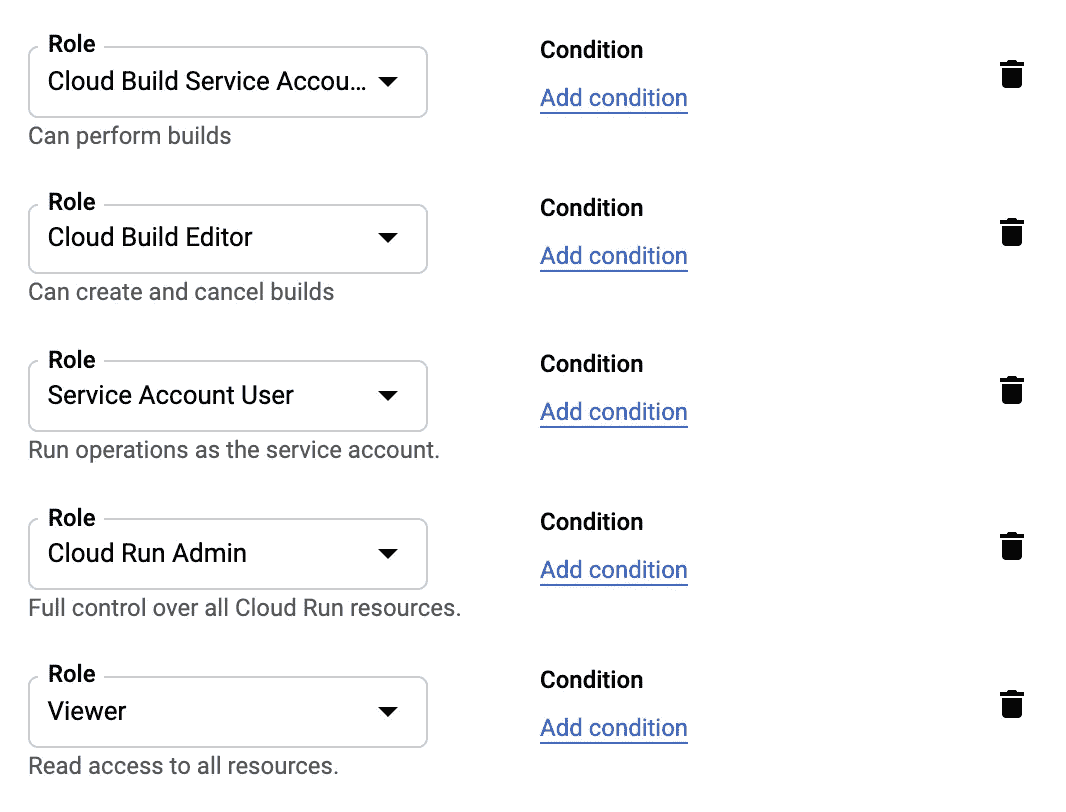 Role
Condition
Cloud Build Service Accou...
Add condition
Can perform builds
Role
Condition
Cloud Build Editor
Add condition
Can create and cancel builds
Role
Condition
Service Account User
Add condition
Run operations as the service account.
Role
Condition
Cloud Run Admin
Add condition
Full control over all Cloud Run resources.
Role
Condition
Viewer
Add condition
Read access to all resources.